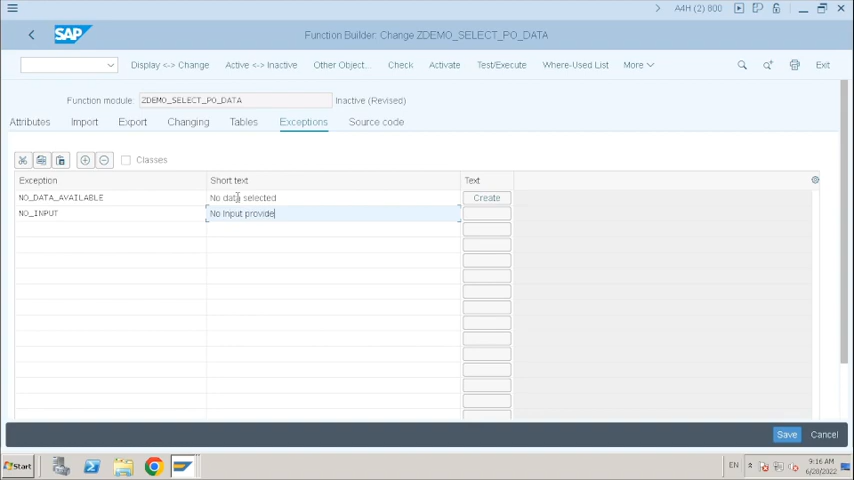 A4H (2) 800
SAP
Function Builder: Change ZDEMO_SELECT_PO_DATA
Display <-> Change Active <-> Inactive Other Object... Check Activate Test/Execute Where-Used List More Exit
Function module: ZDEMO_SELECT_PO_DATA Inactive (Revised)
Attributes Import Export Changing Tables Exceptions Source code
Classes
Exception Short text Text
NO_DATA_AVAILABLE No data selected Create
NO_INPUT No Input provide
Save Cancel
Start EN 9:16 AM
6/28/2022